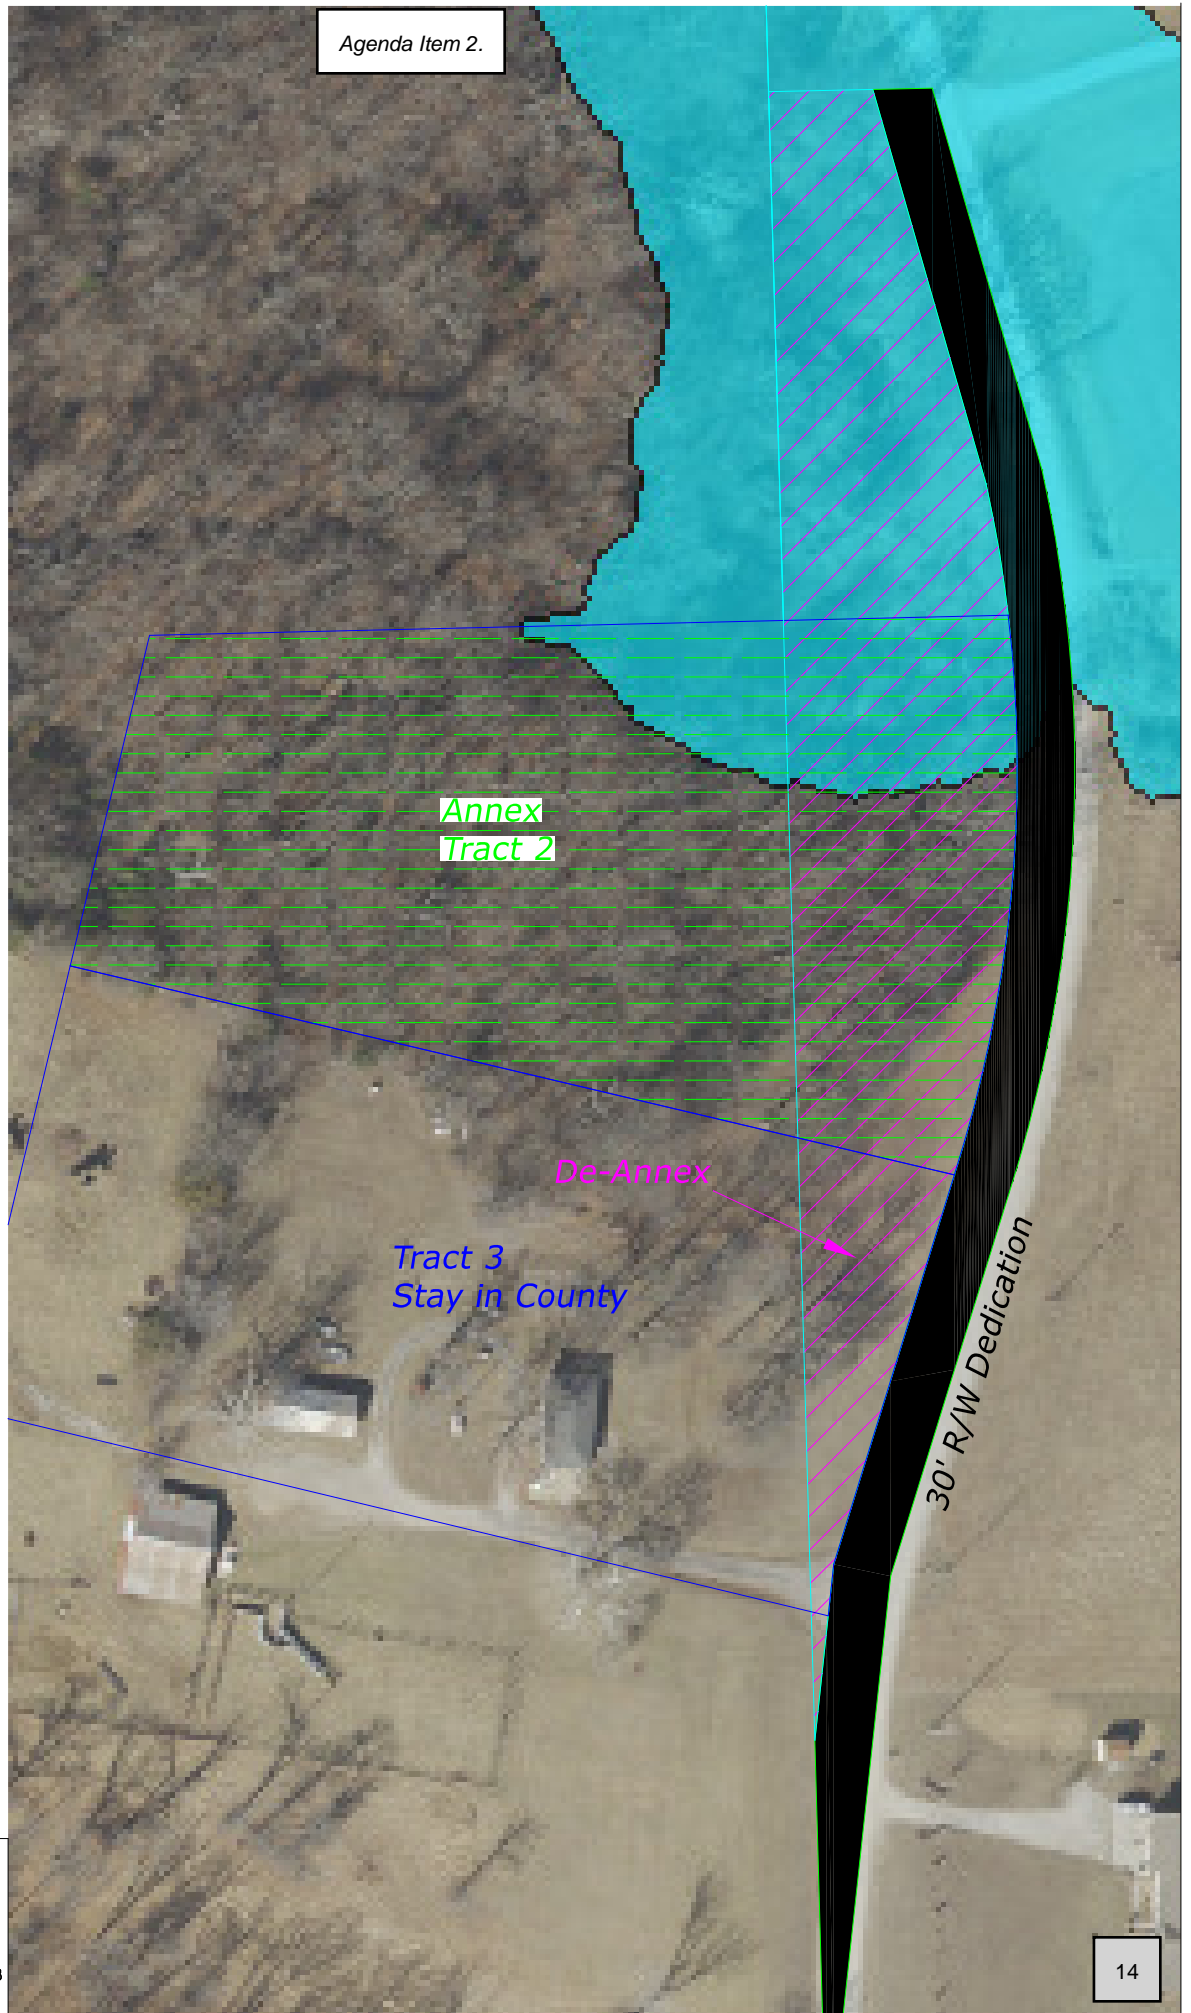 Agenda Item 2.
Annex
Tract 2
De-Annex
Tract 3
Stay in County
30' R/W Dedication
14